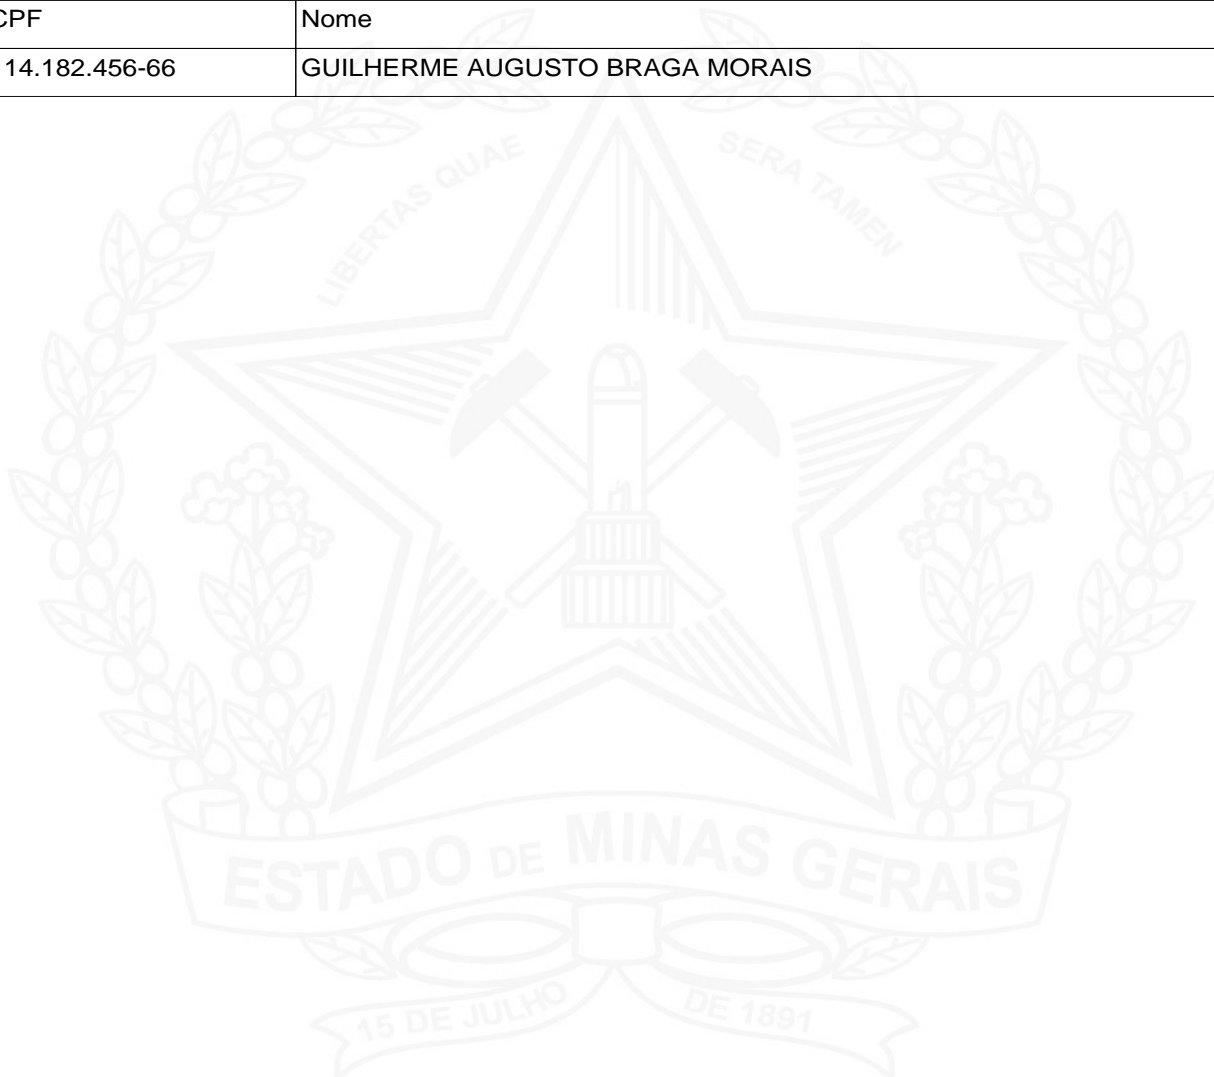 CPF Nome
14.182.456-66 GUILHERME AUGUSTO BRAGA MORAIS
LIBERTAS QUAE SERA TAMEN
ESTADO DE MINAS GERAIS
15 DE JULHO DE 1891